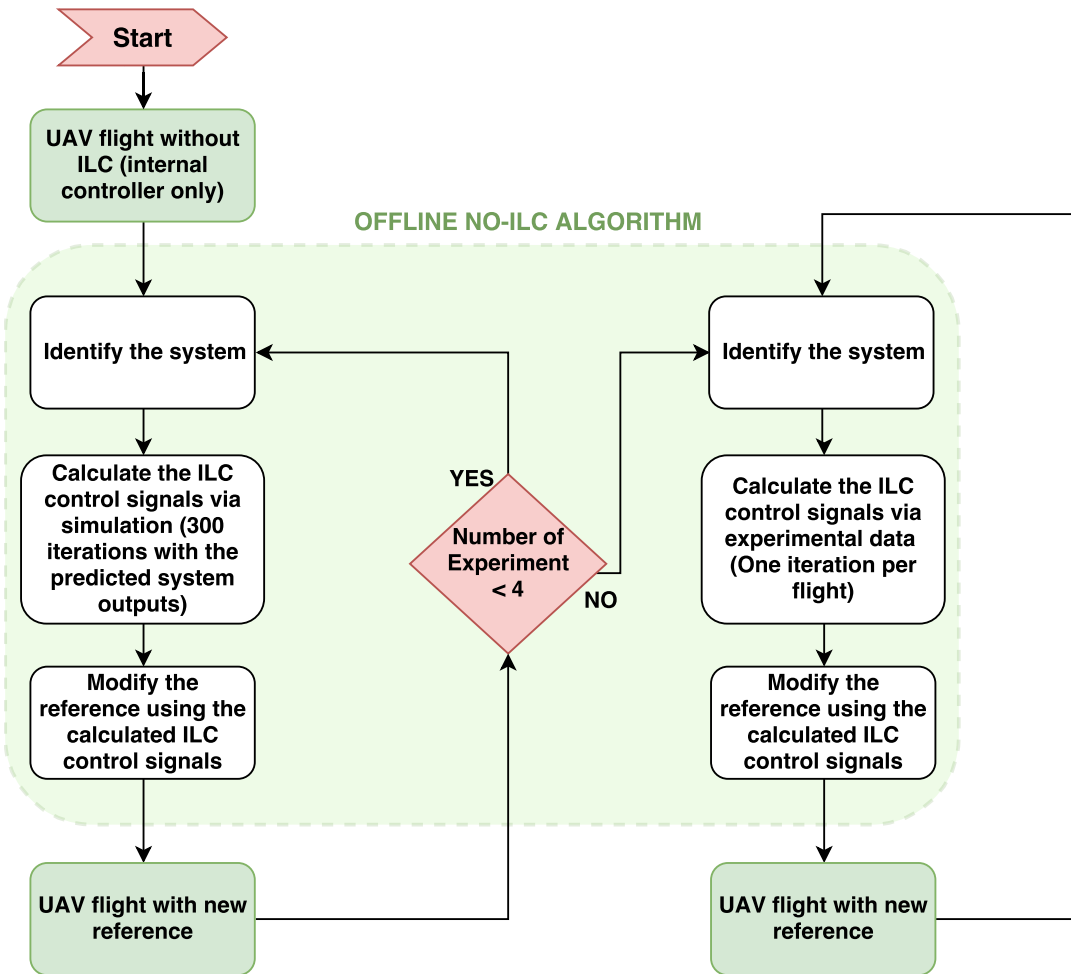 Start
UAV flight without
ILC (internal
controller only)
OFFLINE NO-ILC ALGORITHM
Identify the system
Calculate the ILC
control signals via
simulation (300
iterations with the
predicted system
outputs)
Modify the
reference using the
calculated ILC
control signals
UAV flight with new
reference
YES
Number of
Experiment
< 4
NO
Identify the system
Calculate the ILC
control signals via
experimental data
(One iteration per
flight)
Modify the
reference using the
calculated ILC
control signals
UAV flight with new
reference